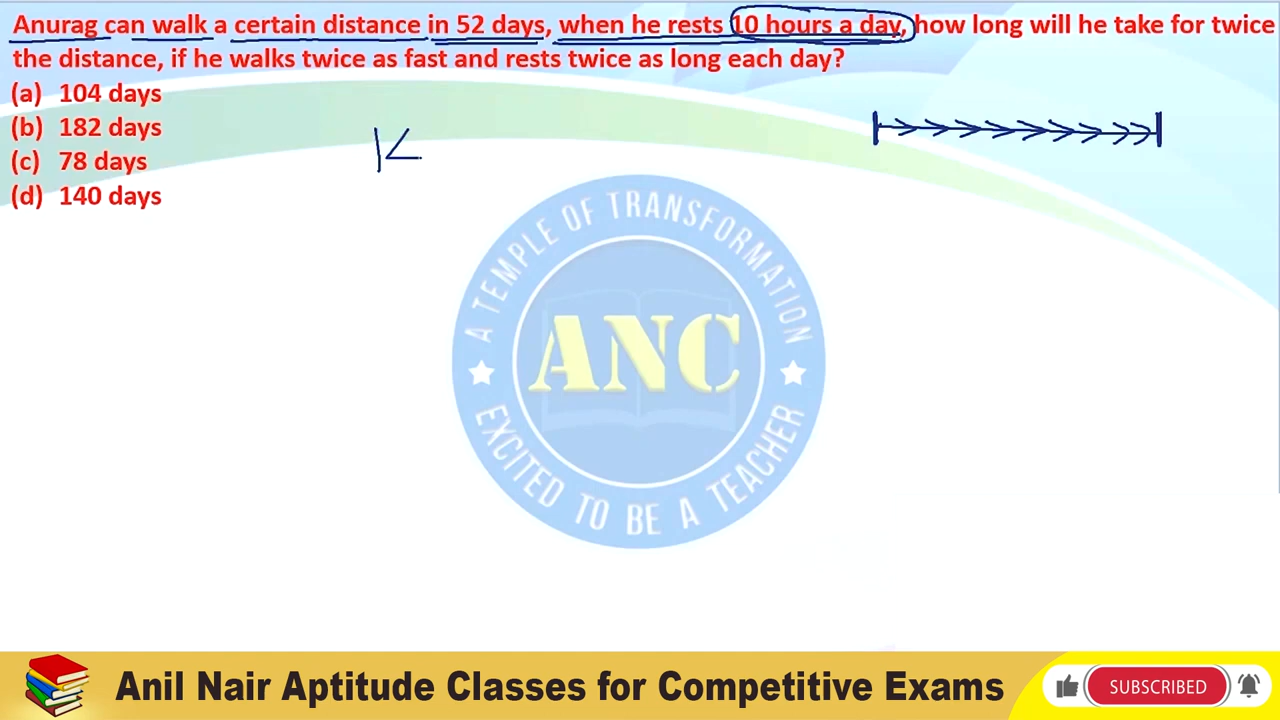 Anurag can walk a certain distance in 52 days, when he rests 10 hours a day, how long will he take for twice
the distance, if he walks twice as fast and rests twice as long each day?
(a) 104 days
(b) 182 days
(c) 78 days
(d) 140 days
A TEMPLE OF TRANSFORMATION
ANC
EXCITED TO BE A TEACHER
Anil Nair Aptitude Classes for Competitive Exams
SUBSCRIBED